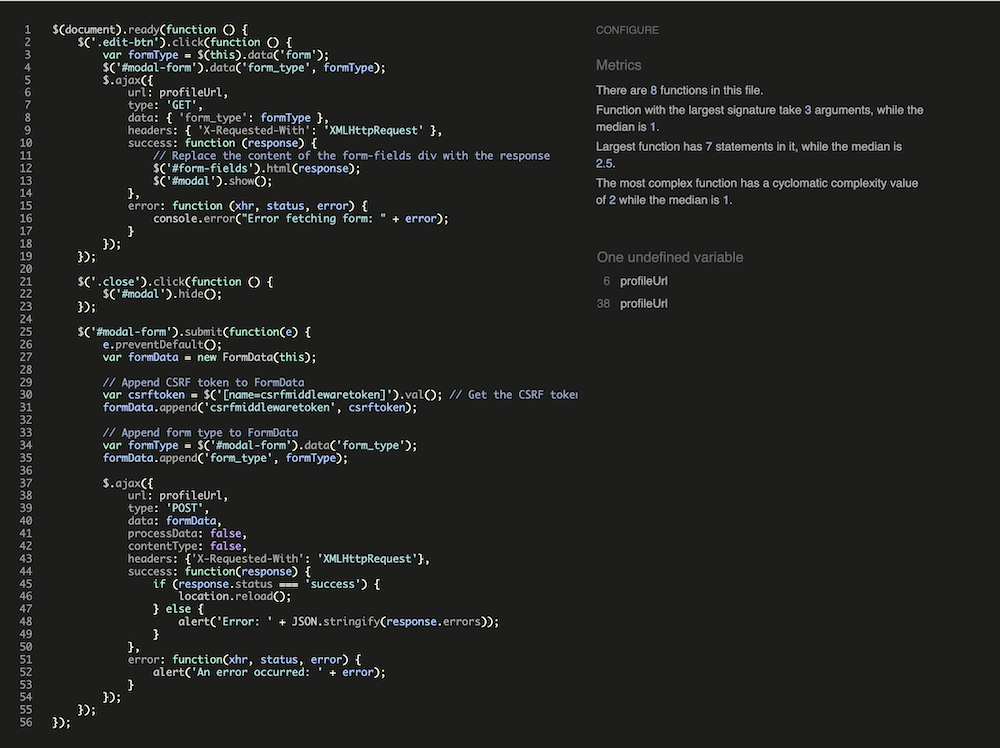 1 $(document).ready(function () {
2     $('.edit-btn').click(function () {
3         var formType = $(this).data('form');
4         $('#modal-form').data('form_type', formType);
5         $.ajax({
6             url: profileUrl,
7             type: 'GET',
8             data: { 'form_type': formType },
9             headers: { 'X-Requested-With': 'XMLHttpRequest' },
10             success: function (response) {
11                 // Replace the content of the form-fields div with the response
12                 $('#form-fields').html(response);
13                 $('#modal').show();
14             },
15             error: function (xhr, status, error) {
16                 console.error("Error fetching form: " + error);
17             }
18         });
19     });
20
21     $('.close').click(function () {
22         $('#modal').hide();
23     });
24
25     $('#modal-form').submit(function(e) {
26         e.preventDefault();
27         var formData = new FormData(this);
28
29         // Append CSRF token to FormData
30         var csrftoken = $('[name=csrfmiddlewaretoken]').val(); // Get the CSRF token
31         formData.append('csrfmiddlewaretoken', csrftoken);
32
33         // Append form type to FormData
34         var formType = $('#modal-form').data('form_type');
35         formData.append('form_type', formType);
36
37         $.ajax({
38             url: profileUrl,
39             type: 'POST',
40             data: formData,
41             processData: false,
42             contentType: false,
43             headers: {'X-Requested-With': 'XMLHttpRequest'},
44             success: function(response) {
45                 if (response.status === 'success') {
46                     location.reload();
47                 } else {
48                     alert('Error: ' + JSON.stringify(response.errors));
49                 }
50             },
51             error: function(xhr, status, error) {
52                 alert('An error occurred: ' + error);
53             }
54         });
55     });
56 });
CONFIGURE
Metrics
There are 8 functions in this file.
Function with the largest signature take 3 arguments, while the
median is 1.
Largest function has 7 statements in it, while the median is
2.5.
The most complex function has a cyclomatic complexity value
of 2 while the median is 1.
One undefined variable
6 profileUrl
38 profileUrl